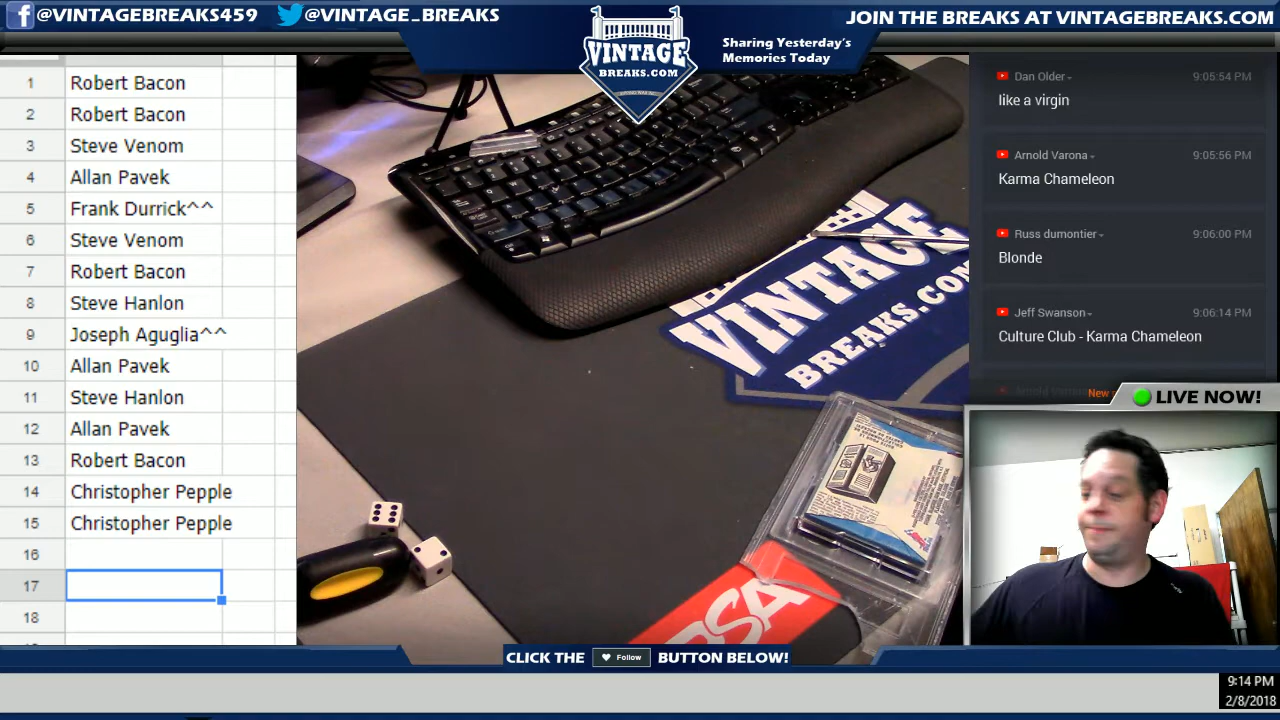 @VINTAGEBREAKS459
@VINTAGE_BREAKS
VINTAGE
BREAKS.COM
Sharing Yesterday's
Memories Today
JOIN THE BREAKS AT VINTAGEBREAKS.COM
1 Robert Bacon
2 Robert Bacon
3 Steve Venom
4 Allan Pavek
5 Frank Durrick^^
6 Steve Venom
7 Robert Bacon
8 Steve Hanlon
9 Joseph Aguglia^^
10 Allan Pavek
11 Steve Hanlon
12 Allan Pavek
13 Robert Bacon
14 Christopher Pepple
15 Christopher Pepple
16
17
18
VINTAGE
BREAKS.COM
PSA
Dan Older 9:05:54 PM
like a virgin
Arnold Varona 9:05:56 PM
Karma Chameleon
Russ dumontier 9:06:00 PM
Blonde
Jeff Swanson 9:06:14 PM
Culture Club - Karma Chameleon
New
LIVE NOW!
CLICK THE Follow BUTTON BELOW!
9:14 PM
2/8/2018